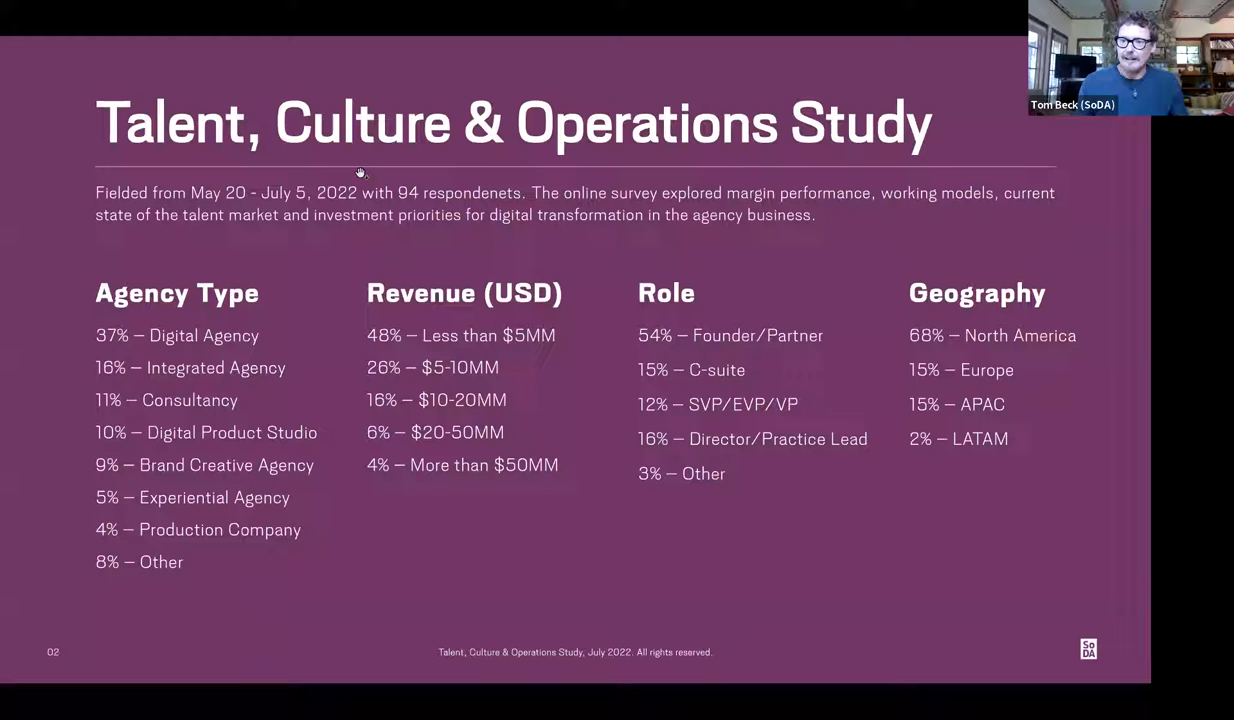 Talent, Culture & Operations Study
Tom Beck (SoDA)
Fielded from May 20 - July 5, 2022 with 94 respondenets. The online survey explored margin performance, working models, current
state of the talent market and investment priorities for digital transformation in the agency business.
Agency Type
37% – Digital Agency
16% – Integrated Agency
11% – Consultancy
10% – Digital Product Studio
9% – Brand Creative Agency
5% – Experiential Agency
4% – Production Company
8% – Other
Revenue (USD)
48% – Less than $5MM
26% – $5-10MM
16% – $10-20MM
6% – $20-50MM
4% – More than $50MM
Role
54% – Founder/Partner
15% – C-suite
12% – SVP/EVP/VP
16% – Director/Practice Lead
3% – Other
Geography
68% – North America
15% – Europe
15% – APAC
2% – LATAM
02
Talent, Culture & Operations Study, July 2022. All rights reserved.
So
DA